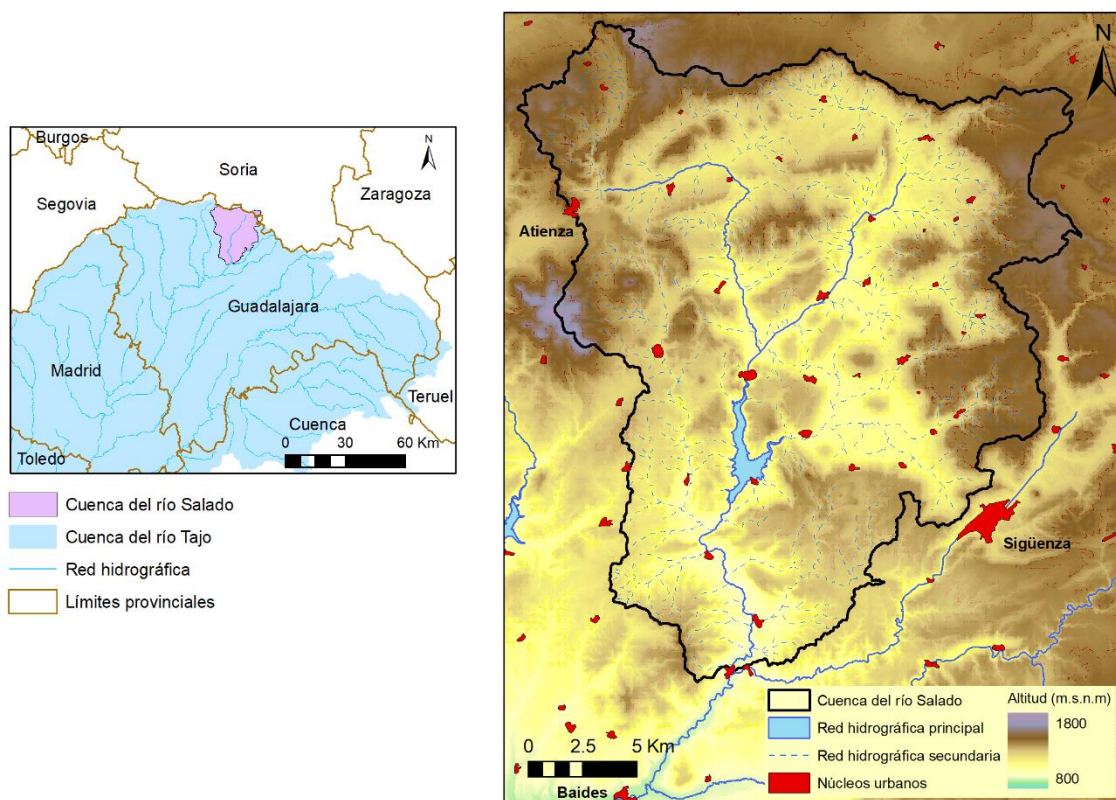 Burgos
N
Soria
Segovia
Zaragoza
Guadalajara
Madrid
Teruel
Cuenca
0 30 60 Km
Toledo
Cuenca del río Salado
Cuenca del río Tajo
Red hidrográfica
Límites provinciales
N
Atienza
Sigüenza
Cuenca del río Salado
Altitud (m.s.n.m)
Red hidrográfica principal
1800
Red hidrográfica secundaria
0 2.5 5 Km
Núcleos urbanos
800
Baides